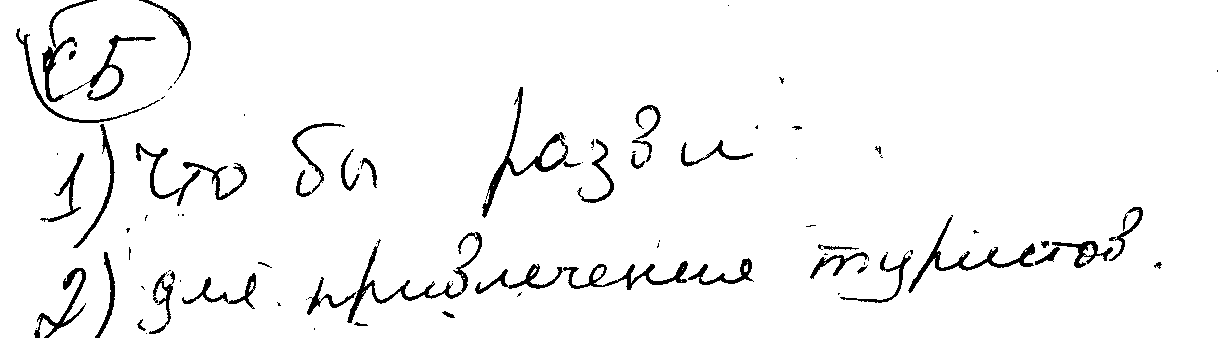 С5
1) Что бы разви
2) для привлечения туристов.